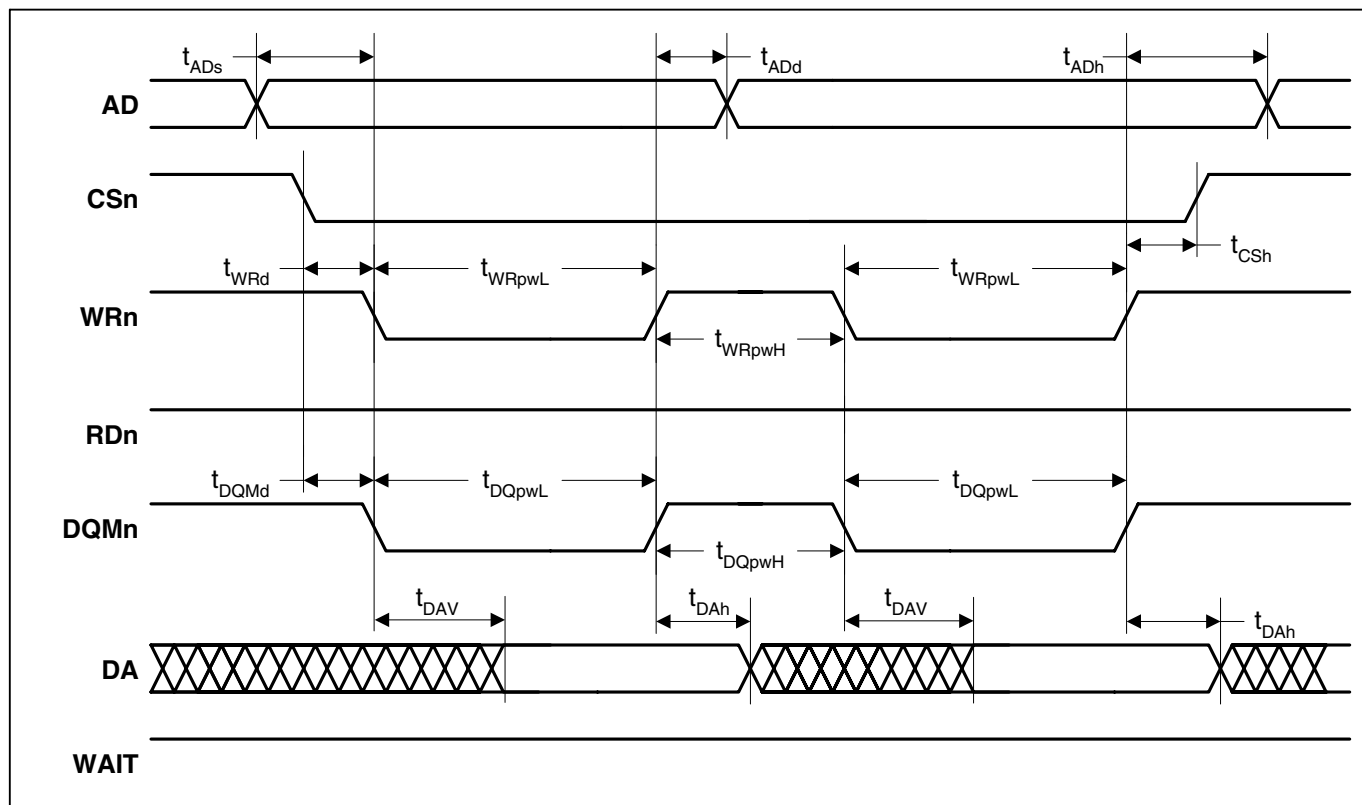 tADs
tADd
tADh
AD
CSn
tCSh
tWRd
tWRpwL
tWRpwL
WRn
tWRpwH
RDn
tDQMd
tDQpwL
tDQpwL
DQMn
tDQpwH
tDAV
tDAh
tDAV
tDAh
DA
WAIT